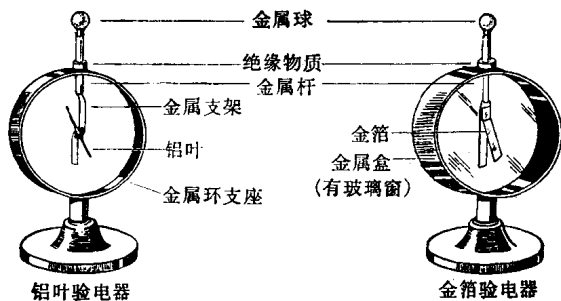 金属球
绝缘物质
金属杆
金属支架
铝叶
金属环支座
金箔
金属盒
(有玻璃窗)
铝叶验电器
金箔验电器